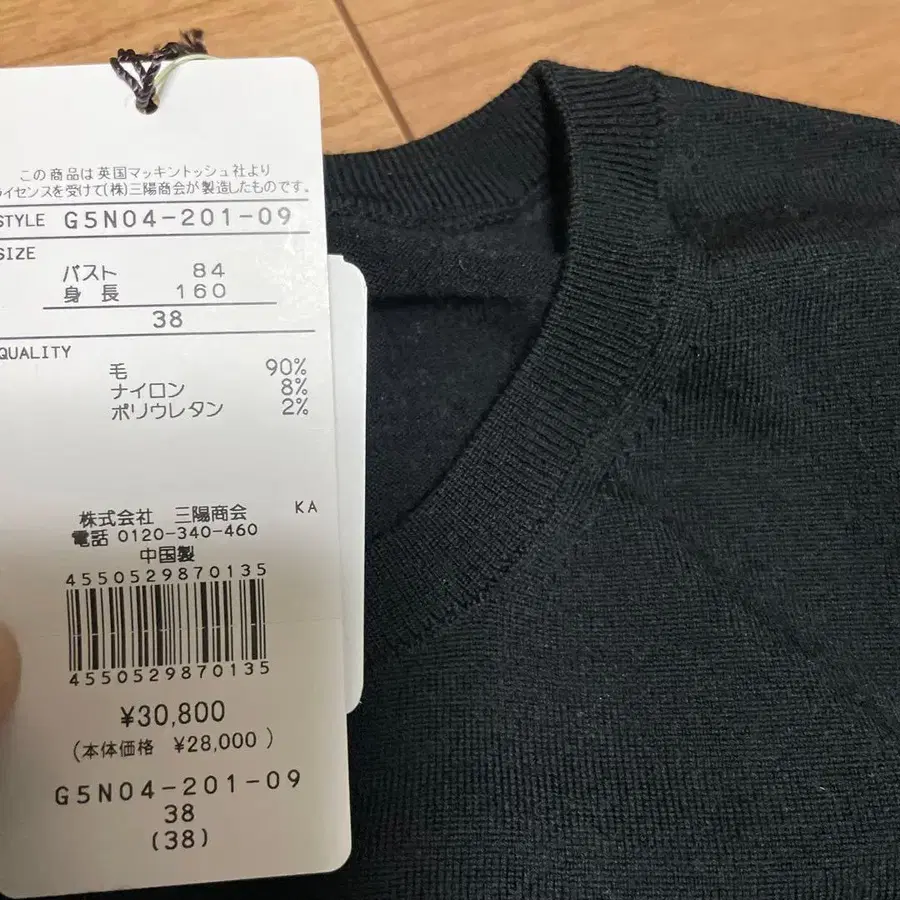 この商品は英国マッキントッシュ社より
ライセンスを受けて(株)三陽商会が製造したものです。
STYLE G5N04-201-09
SIZE
バスト 84
身長 160
38
QUALITY
毛 90%
ナイロン 8%
ポリウレタン 2%
株式会社 三陽商会 KA
電話 0120-340-460
中国製
4550529870135
4550529870135
¥30,800
(本体価格 ¥28,000)
G5N04-201-09
38
(38)